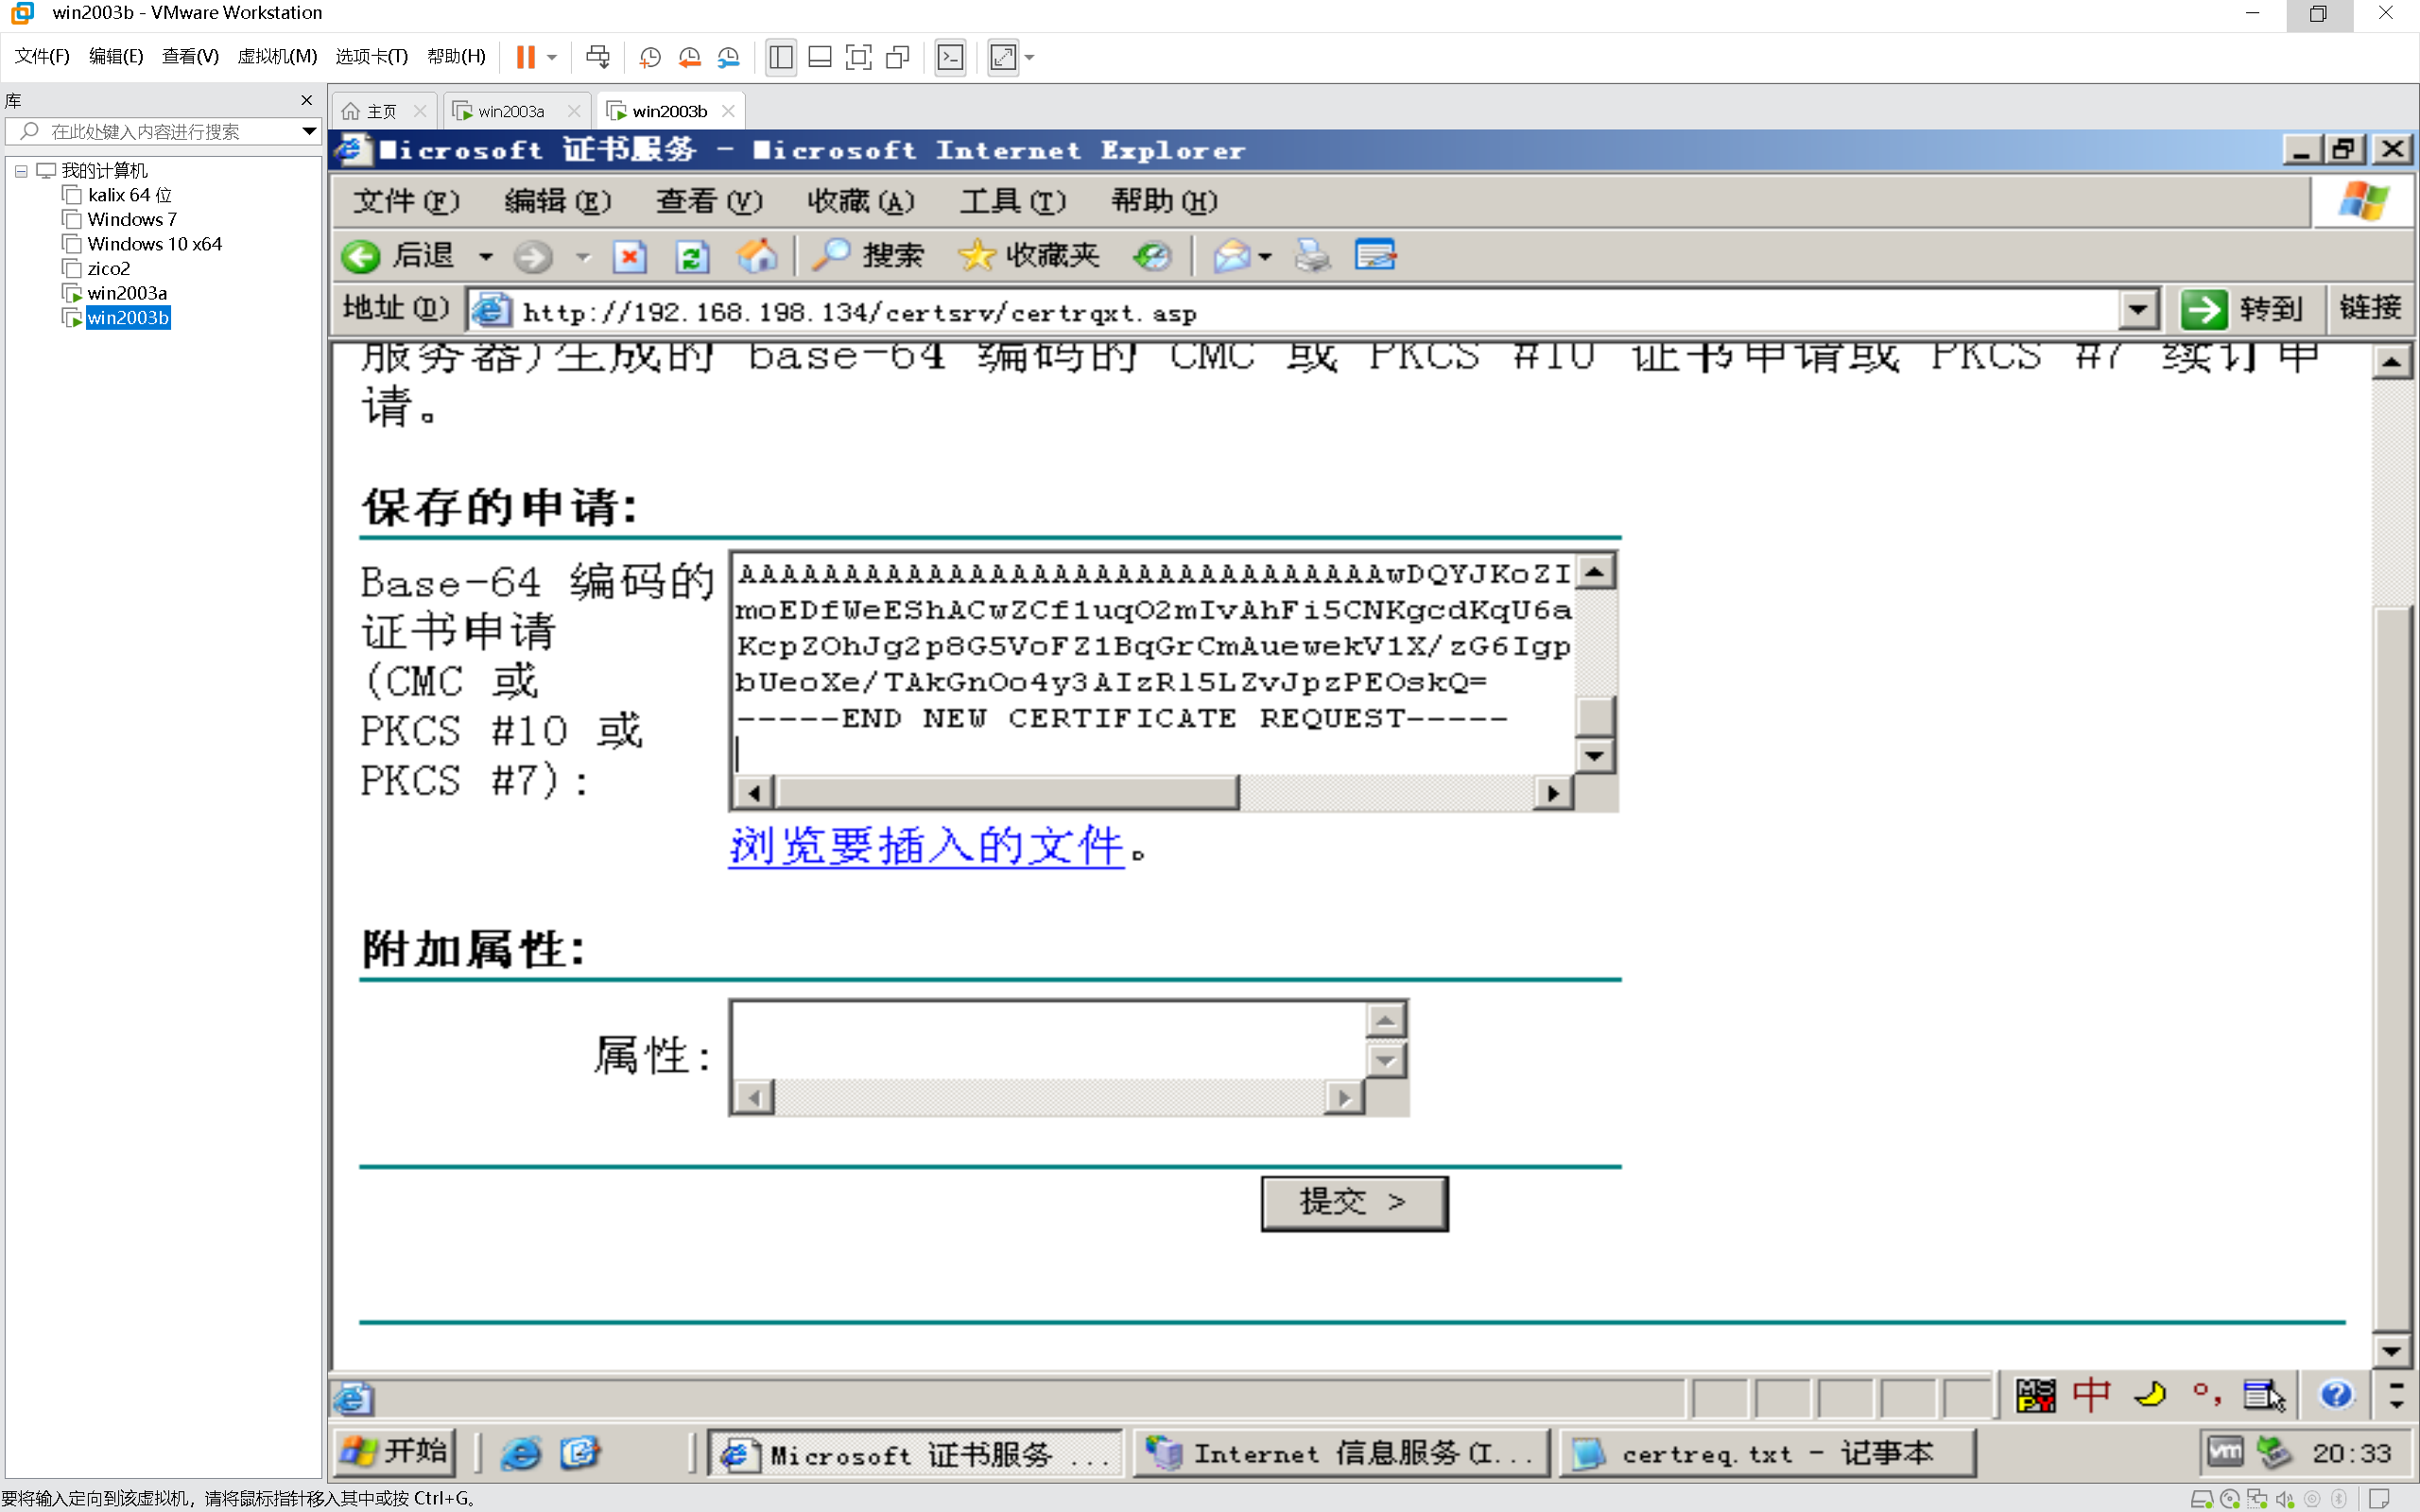 win2003b - VMware Workstation
文件(F) 编辑(E) 查看(V) 虚拟机(M) 选项卡(T) 帮助(H)
库
在此处键入内容进行搜索
我的计算机
kalix 64 位
Windows 7
Windows 10 x64
zico2
win2003a
win2003b
主页 win2003a win2003b
Microsoft 证书服务 - Microsoft Internet Explorer
文件(F) 编辑(E) 查看(V) 收藏(A) 工具(T) 帮助(H)
后退 搜索 收藏夹
地址(D) http://192.168.198.134/certsrv/certrqxt.asp 转到 链接
服务器)生成的 base-64 编码的 CMC 或 PKCS #10 证书申请或 PKCS #7 续订申
请。
保存的申请:
Base-64 编码的
证书申请
(CMC 或
PKCS #10 或
PKCS #7):
AAAAAAAAAAAAAAAAAAAAAAAAAAAAAAAwDQYJKoZI
moEDfWeEShACwZCf1uqO2mIvAhFi5CNKgcdKqU6a
KcpZOhJg2p8G5VoFZ1BqGrCmAuewekV1X/zG6Igp
bUeoXe/TAkGnOo4y3AIzRl5LZvJpzPEOskQ=
-----END NEW CERTIFICATE REQUEST-----
浏览要插入的文件。
附加属性:
属性:
提交 >
中
开始 Microsoft 证书服务 ... Internet 信息服务(I... certreq.txt - 记事本 vm 20:33
要将输入定向到该虚拟机，请将鼠标指针移入其中或按 Ctrl+G。